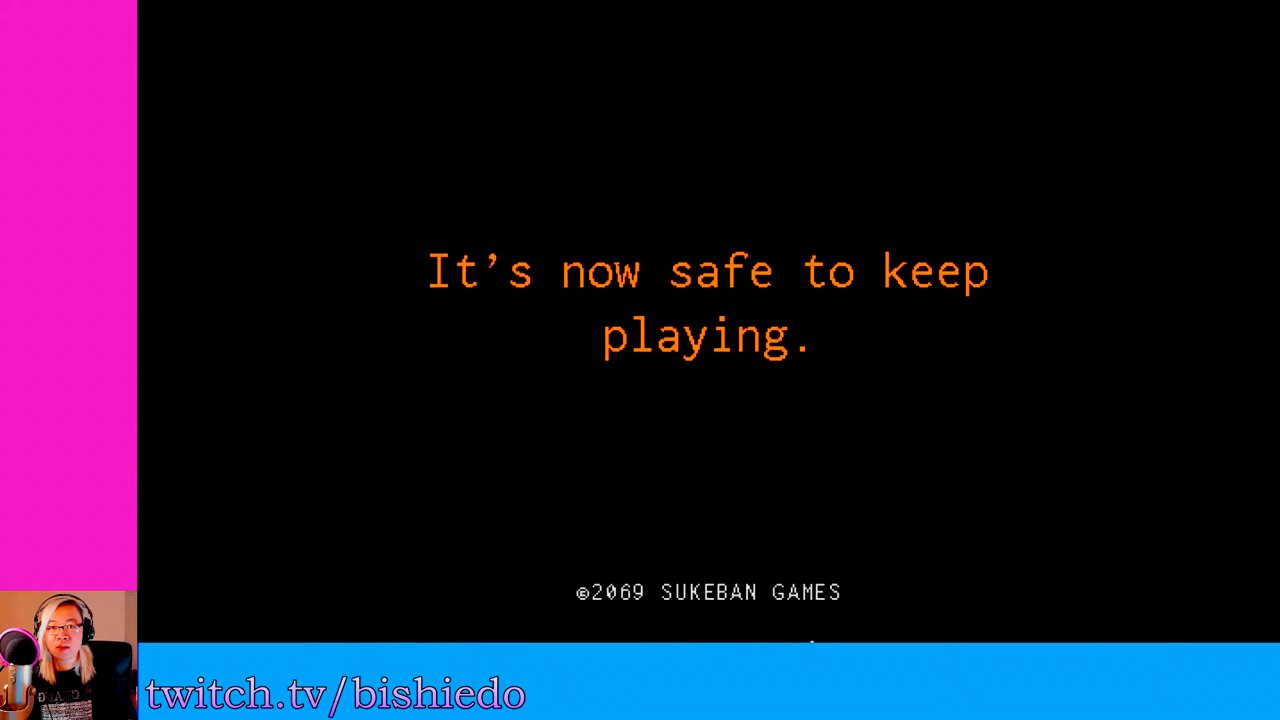 It's now safe to keep
playing.
©2069 SUKEBAN GAMES
twitch.tv/bishiedo